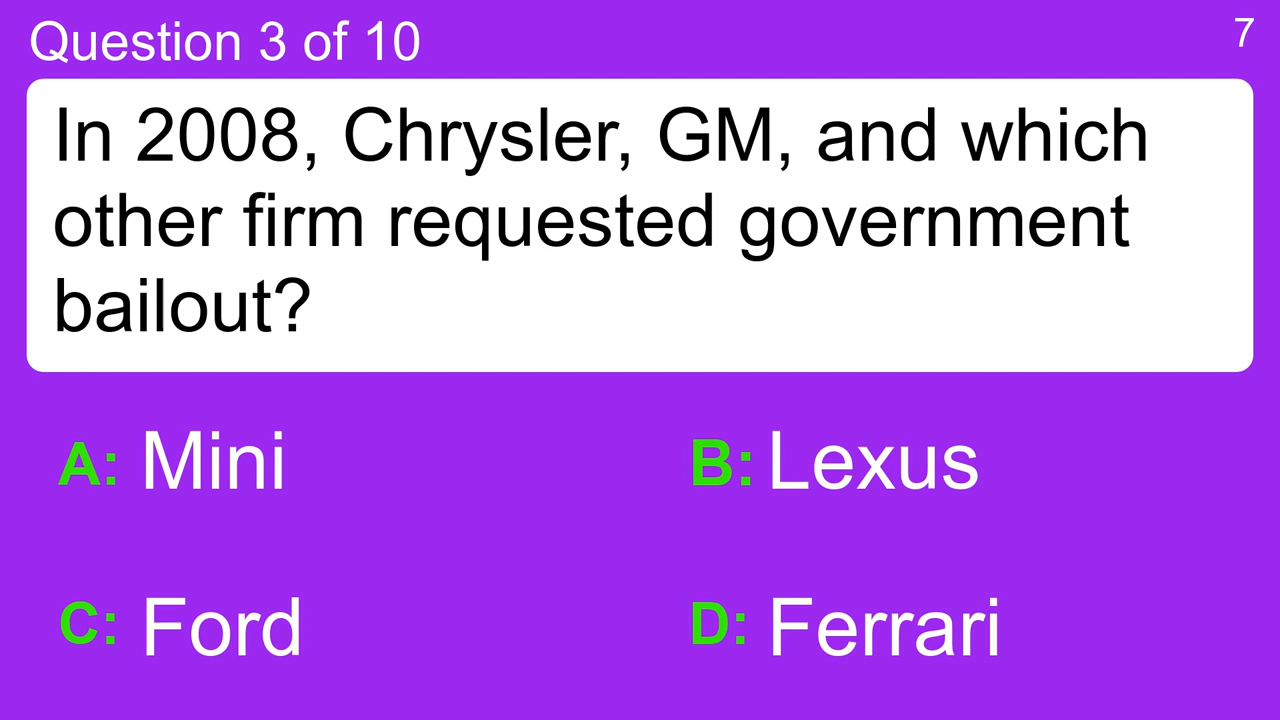 Question 3 of 10
7
In 2008, Chrysler, GM, and which
other firm requested government
bailout?
A: Mini
B: Lexus
C: Ford
D: Ferrari